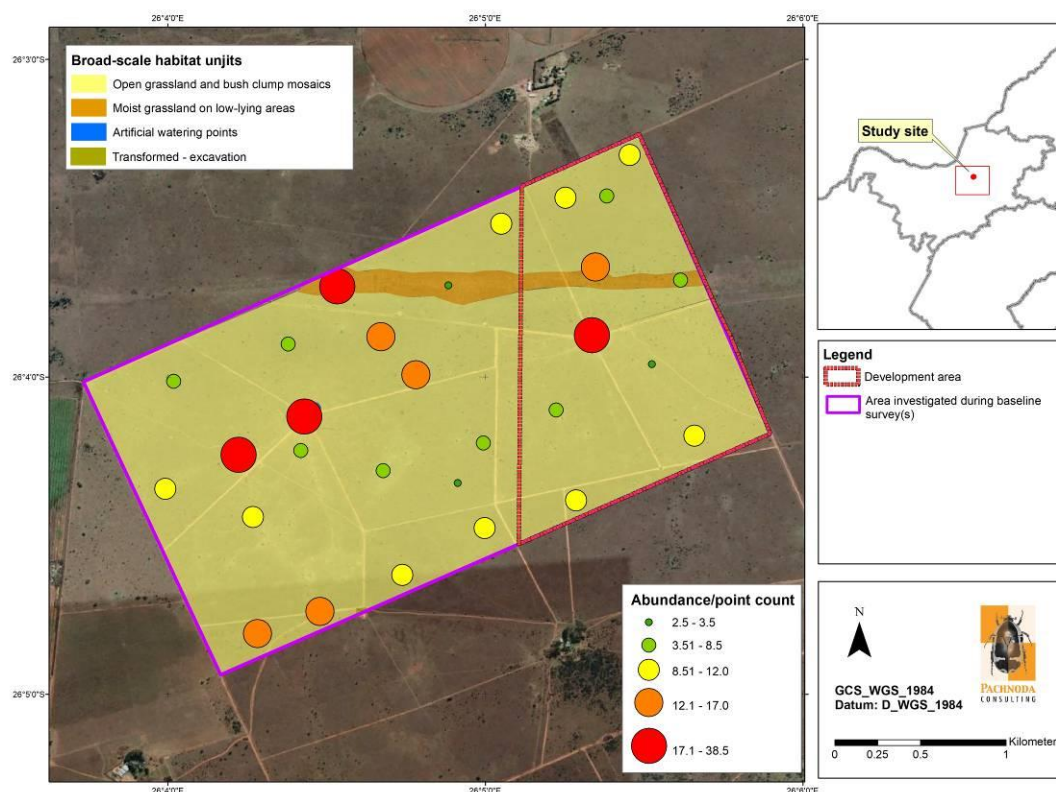 26°4'0"E
26°5'0"E
26°6'0"E
26°3'0"S
26°4'0"S
26°5'0"S
26°4'0"E
26°5'0"E
26°6'0"E
Broad-scale habitat unjits
Open grassland and bush clump mosaics
Moist grassland on low-lying areas
Artificial watering points
Transformed - excavation
Abundance/point count
2.5 - 3.5
3.51 - 8.5
8.51 - 12.0
12.1 - 17.0
17.1 - 38.5
Study site
Legend
Development area
Area investigated during baseline
survey(s)
N
PACHNODA
CONSULTING
GCS_WGS_1984
Datum: D_WGS_1984
Kilometer
0 0.25 0.5 1